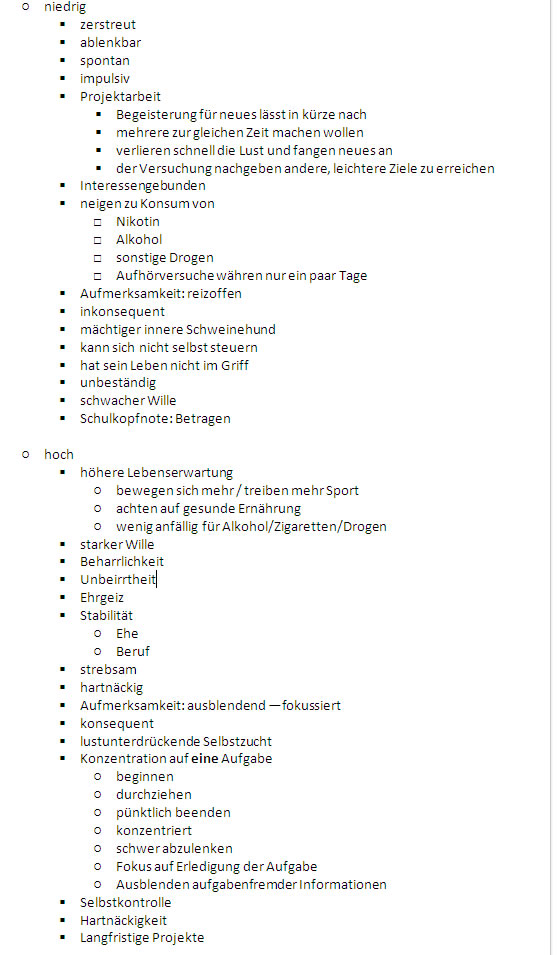 niedrig
zerstreut
ablenkbar
spontan
impulsiv
Projektarbeit
Begeisterung für neues lässt in kürze nach
mehrere zur gleichen Zeit machen wollen
verlieren schnell die Lust und fangen neues an
der Versuchung nachgeben andere, leichtere Ziele zu erreichen
Interessengebunden
neigen zu Konsum von
Nikotin
Alkohol
sonstige Drogen
Aufhörversuche währen nur ein paar Tage
Aufmerksamkeit: reizoffen
inkonsequent
mächtiger innere Schweinehund
kann sich nicht selbst steuern
hat sein Leben nicht im Griff
unbeständig
schwacher Wille
Schulkopfnote: Betragen
hoch
höhere Lebenserwartung
bewegen sich mehr / treiben mehr Sport
achten auf gesunde Ernährung
wenig anfällig für Alkohol/Zigaretten/Drogen
starker Wille
Beharrlichkeit
Unbeirrtheit
Ehrgeiz
Stabilität
Ehe
Beruf
strebsam
hartnäckig
Aufmerksamkeit: ausblendend — fokussiert
konsequent
lustunterdrückende Selbstzucht
Konzentration auf eine Aufgabe
beginnen
durchziehen
pünktlich beenden
konzentriert
schwer abzulenken
Fokus auf Erledigung der Aufgabe
Ausblenden aufgabenfremder Informationen
Selbstkontrolle
Hartnäckigkeit
Langfristige Projekte